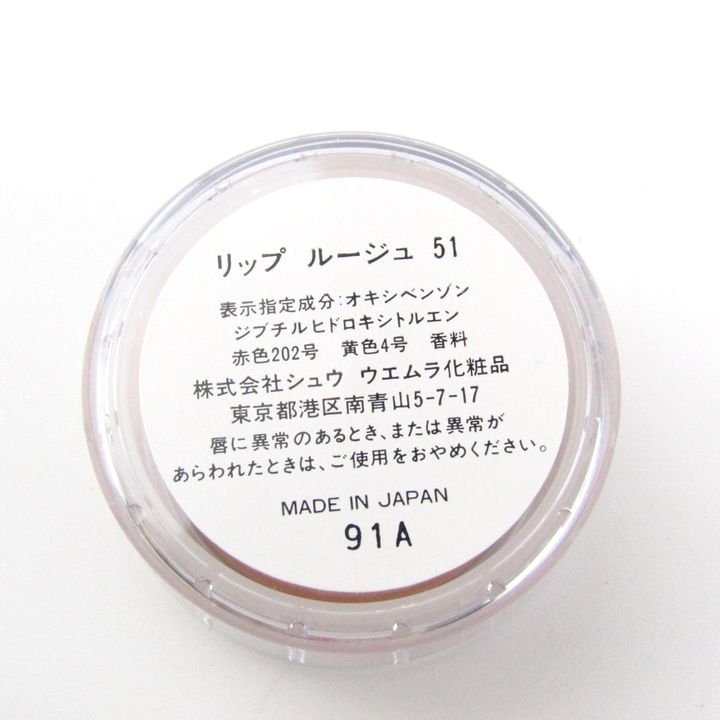 リップ ルージュ 51
表示指定成分:オキシベンゾン
ジブチルヒドロキシトルエン
赤色202号 黄色4号 香料
株式会社シュウ ウエムラ化粧品
東京都港区南青山5-7-17
唇に異常のあるとき、または異常が
あらわれたときは、ご使用をおやめください。
MADE IN JAPAN
91A